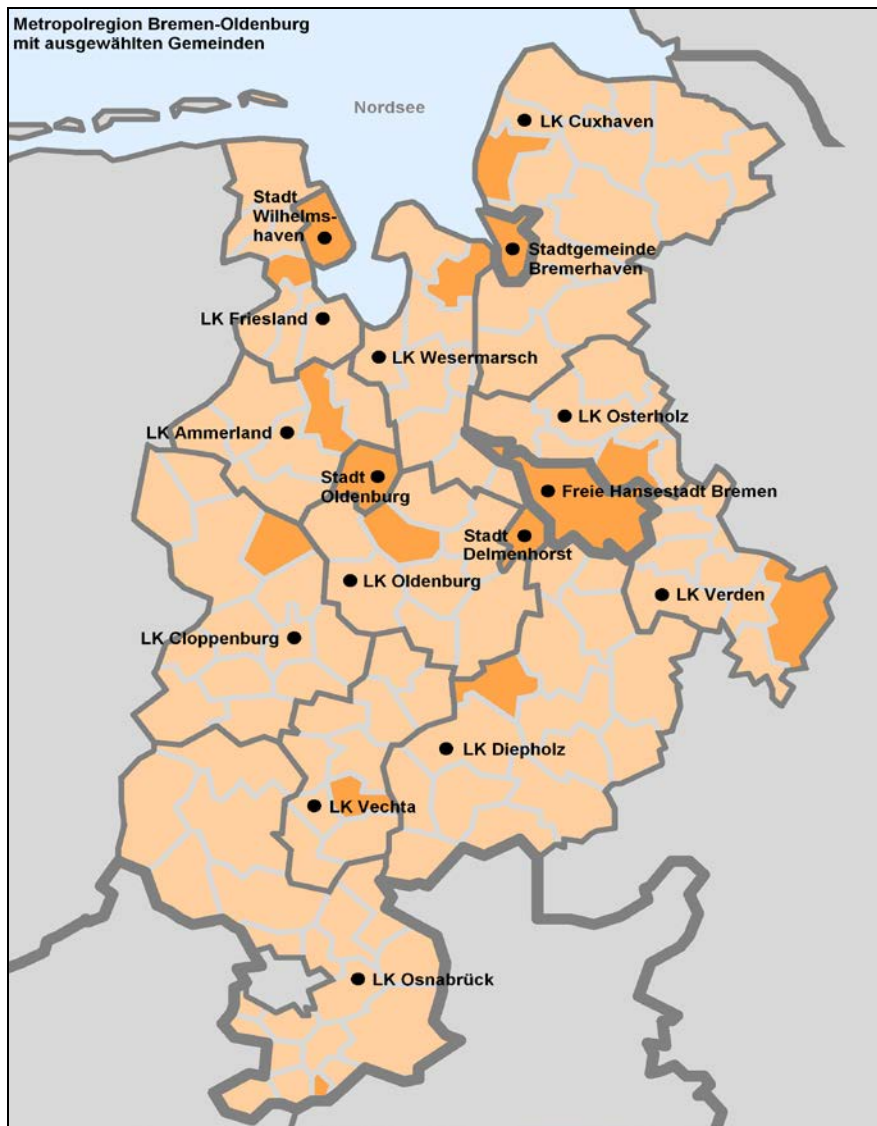 Metropolregion Bremen-Oldenburg
mit ausgewählten Gemeinden
Nordsee
LK Cuxhaven
Stadt
Wilhelms-
haven
Stadtgemeinde
Bremerhaven
LK Friesland
LK Wesermarsch
LK Osterholz
LK Ammerland
Stadt
Oldenburg
Freie Hansestadt Bremen
Stadt
Delmenhorst
LK Oldenburg
LK Verden
LK Cloppenburg
LK Diepholz
LK Vechta
LK Osnabrück